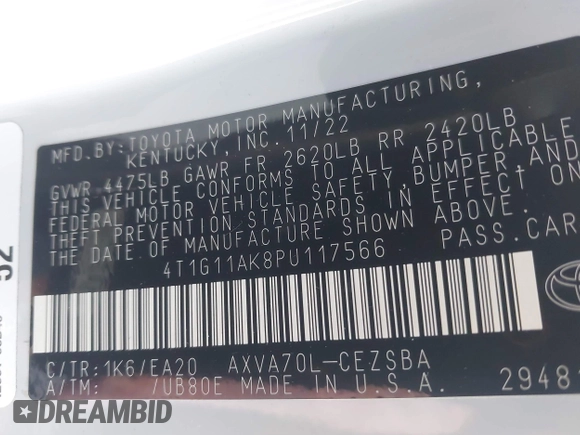 MFD.BY:TOYOTA MOTOR MANUFACTURING,
KENTUCKY, INC. 11/22
GVWR 4475LB GAWR FR 2620LB RR 2420LB
THIS VEHICLE CONFORMS TO ALL APPLICABLE
FEDERAL MOTOR VEHICLE SAFETY, BUMPER, AND
THEFT PREVENTION STANDARDS IN EFFECT ON
THE DATE OF MANUFACTURE SHOWN ABOVE.
4T1G11AK8PU117566 PASS.CAR
C/TR:1K6/EA20 AXVA70L-CEZSBA
A/TM: /UB80E MADE IN U.S.A. 2948
52
DREAMBID